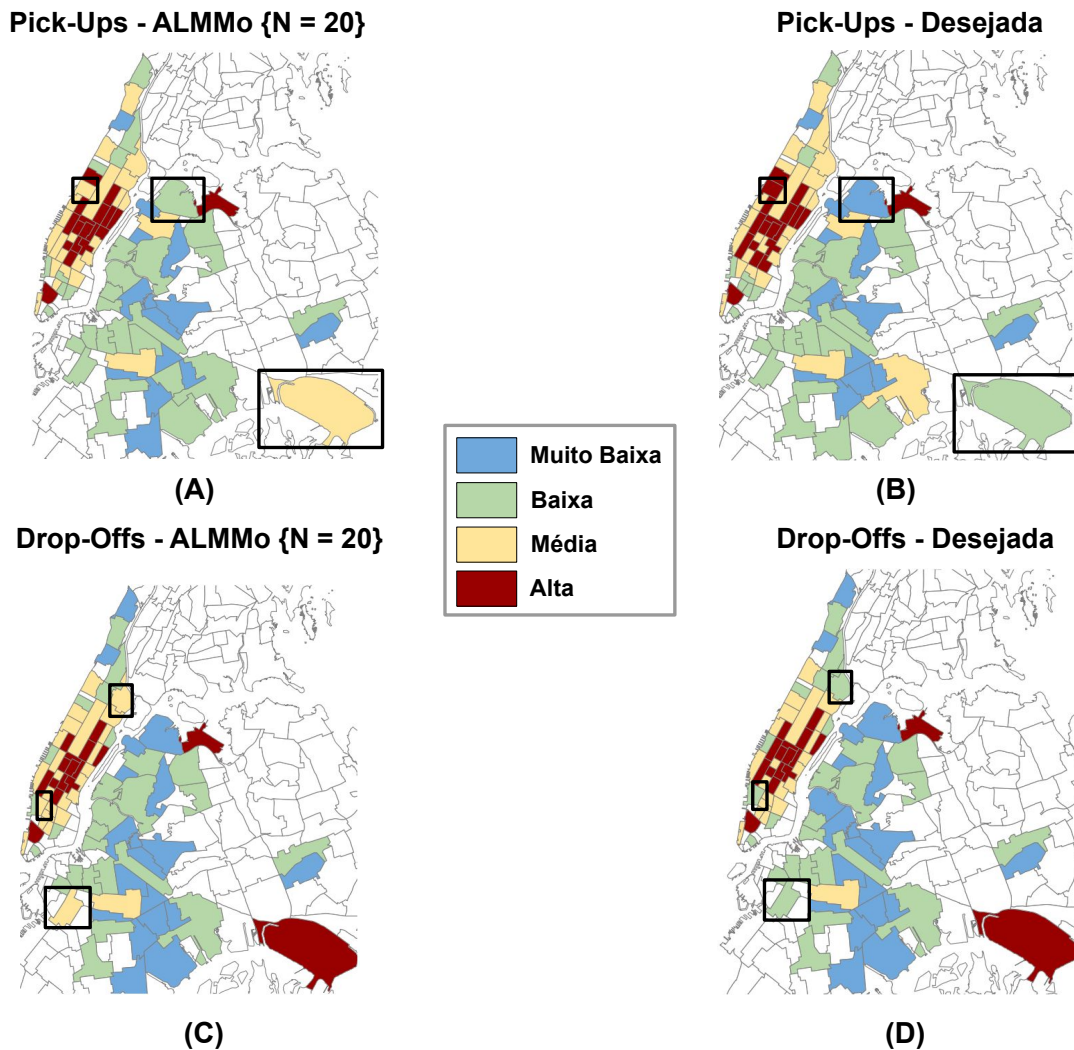 Pick-Ups - ALMMo {N = 20}
Pick-Ups - Desejada
(A)
(B)
Muito Baixa
Baixa
Média
Alta
Drop-Offs - ALMMo {N = 20}
Drop-Offs - Desejada
(C)
(D)